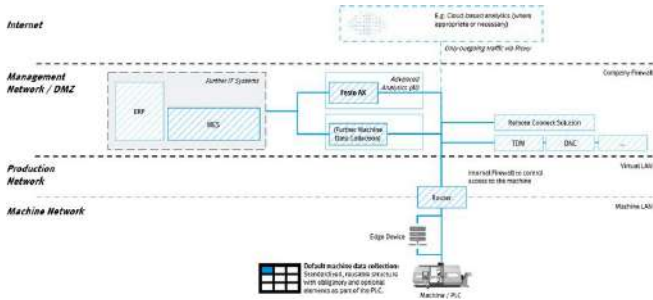 Internet
E.g. Cloud-based analytics (where
appropriate or necessary)
Only outgoing traffic via Proxy
Management
Network / DMZ
Further IT Systems
Advanced
Analytics (AI)
Company Firewall
ERP
MES
Festo AX
(Further Machine
Data Collection)
Remote Connect Solution
TDM
DNC
...
Virtual LAN
Production
Network
Internal Firewall to control
access to the machine
Router
Machine Network
Machine LAN
Edge Device
Default machine data collection:
Standardized, reusable structure
with obligatory and optional
elements as part of the PLC.
Machine / PLC